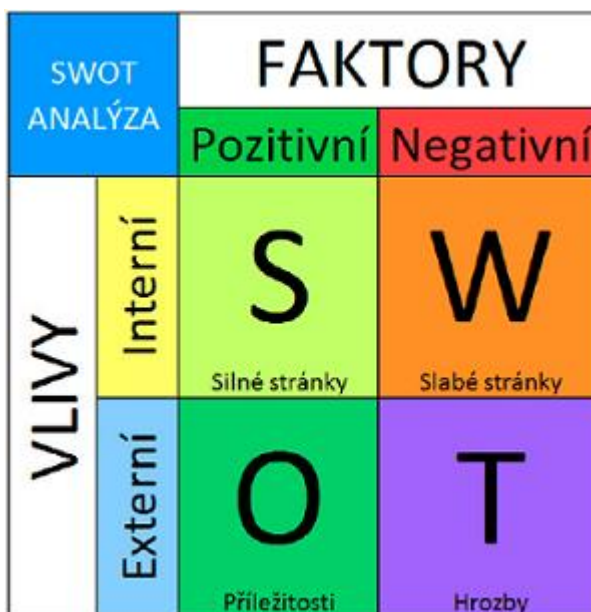 SWOT
ANALÝZA
FAKTORY
Pozitivní
Negativní
VLIVY
Interní
S
Silné stránky
W
Slabé stránky
Externí
O
Příležitosti
T
Hrozby